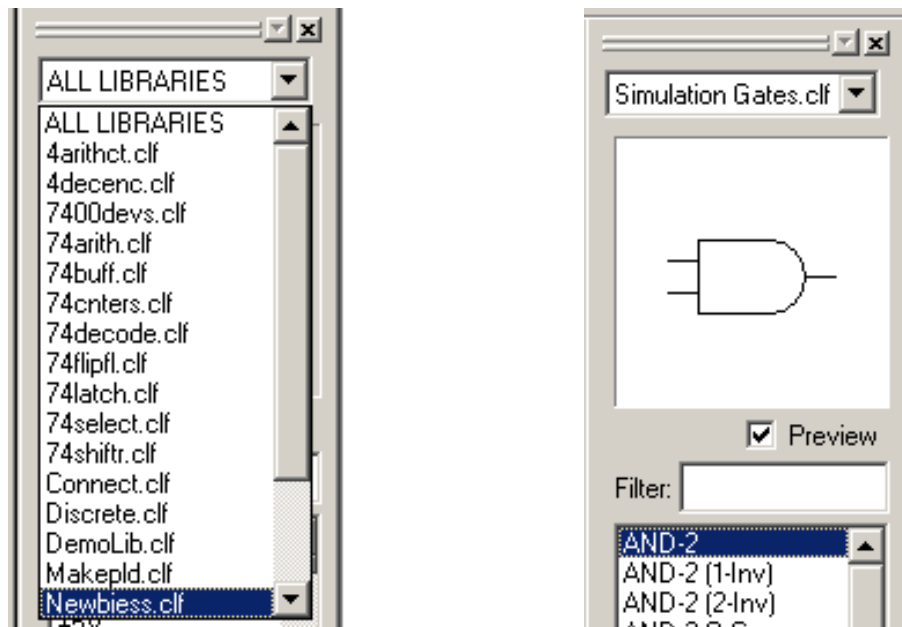 ALL LIBRARIES
ALL LIBRARIES
4arithct.clf
4decenc.clf
7400devs.clf
74arith.clf
74buff.clf
74cnters.clf
74decode.clf
74flipfl.clf
74latch.clf
74select.clf
74shiftr.clf
Connect.clf
Discrete.clf
DemoLib.clf
Makepld.clf
Newbiess.clf
Simulation Gates.clf
Preview
Filter:
AND-2
AND-2 (1-Inv)
AND-2 (2-Inv)